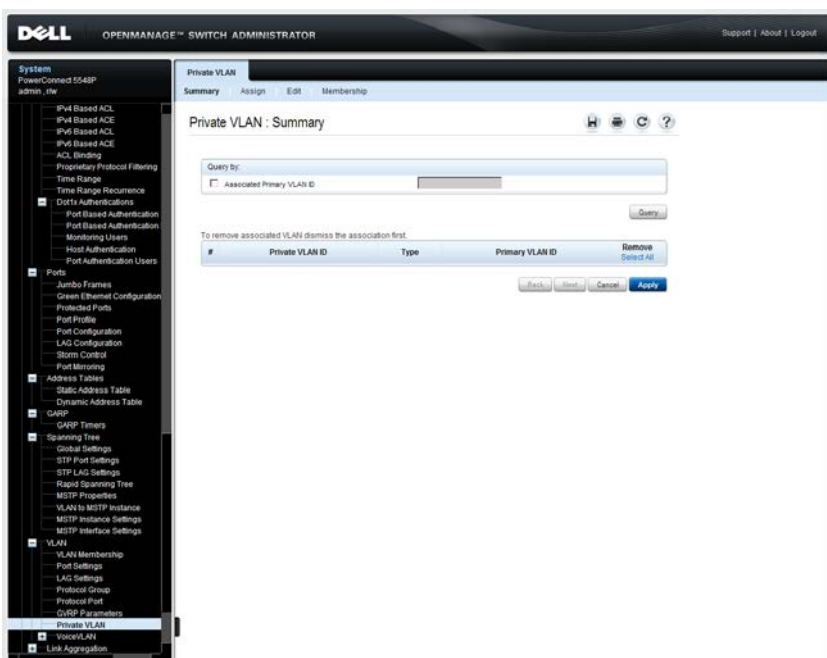 DELL OPENMANAGE™ SWITCH ADMINISTRATOR
Support | About | Logout
System
PowerConnect 5548P
admin , r/w
IPv4 Based ACL
IPv4 Based ACE
IPv6 Based ACL
IPv6 Based ACE
ACL Binding
Proprietary Protocol Filtering
Time Range
Time Range Recurrence
Dot1x Authentications
Port Based Authentication
Port Based Authentication
Monitoring Users
Host Authentication
Port Authentication Users
Ports
Jumbo Frames
Green Ethernet Configuration
Protected Ports
Port Profile
Port Configuration
LAG Configuration
Storm Control
Port Mirroring
Address Tables
Static Address Table
Dynamic Address Table
GARP
GARP Timers
Spanning Tree
Global Settings
STP Port Settings
STP LAG Settings
Rapid Spanning Tree
MSTP Properties
VLAN to MSTP Instance
MSTP Instance Settings
MSTP Interface Settings
VLAN
VLAN Membership
Port Settings
LAG Settings
Protocol Group
Protocol Port
GVRP Parameters
Private VLAN
VoiceVLAN
Link Aggregation
Private VLAN
Summary Assign Edit Membership
Private VLAN : Summary
Query by:
Associated Primary VLAN ID
Query
To remove associated VLAN dismiss the association first.
# Private VLAN ID Type Primary VLAN ID Remove
Select All
Back Next Cancel Apply